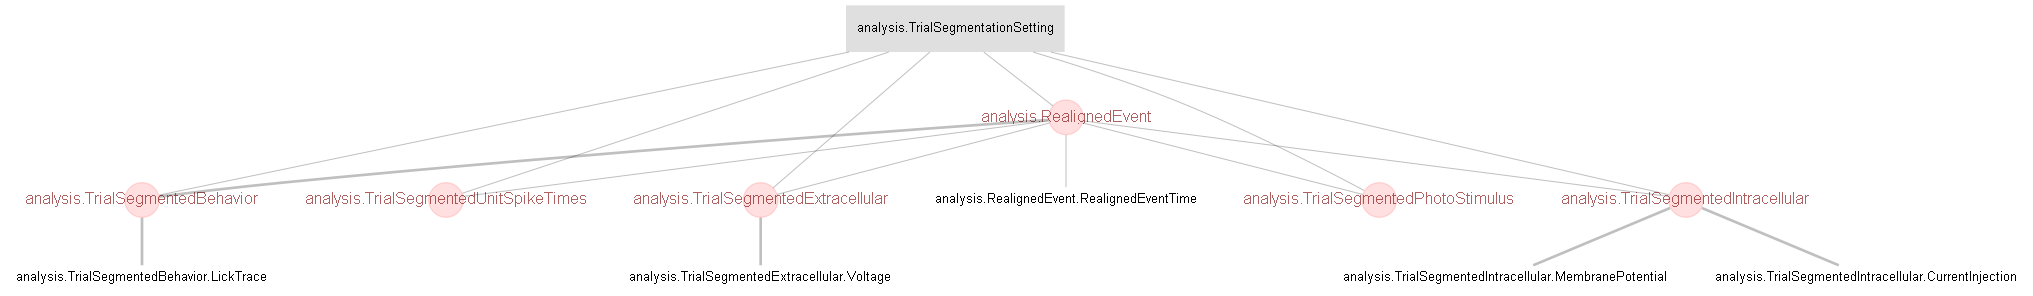 analysis.TrialSegmentationSetting
analysis.RealignedEvent
analysis.TrialSegmentedBehavior
analysis.TrialSegmentedUnitSpikeTimes
analysis.TrialSegmentedExtracellular
analysis.RealignedEvent.RealignedEventTime
analysis.TrialSegmentedPhotoStimulus
analysis.TrialSegmentedIntracellular
analysis.TrialSegmentedBehavior.LickTrace
analysis.TrialSegmentedExtracellular.Voltage
analysis.TrialSegmentedIntracellular.MembranePotential
analysis.TrialSegmentedIntracellular.CurrentInjection